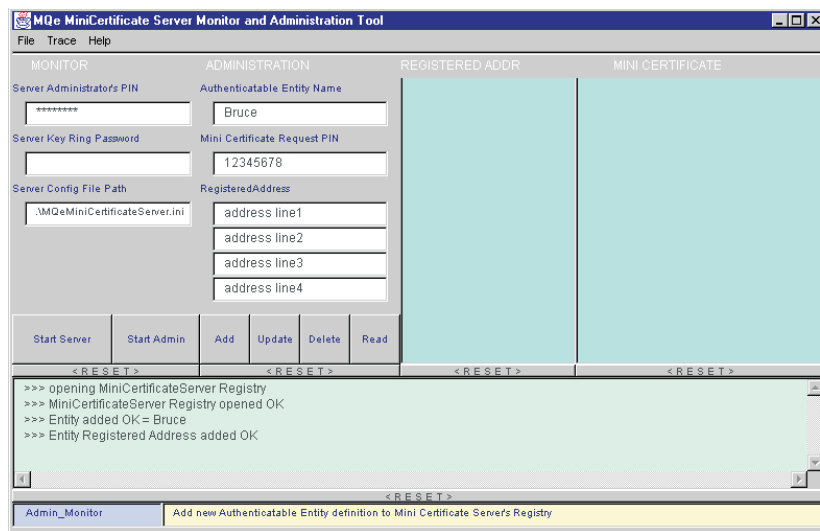 MQe MiniCertificate Server Monitor and Administration Tool
File Trace Help
MONITOR ADMINISTRATION REGISTERED ADDR MINI CERTIFICATE
Server Administrator's PIN Authenticatable Entity Name
******** Bruce
Server Key Ring Password Mini Certificate Request PIN
12345678
Server Config File Path RegisteredAddress
.\MQeMiniCertificateServer.ini address line1
address line2
address line3
address line4
Start Server Start Admin Add Update Delete Read
<RESET> <RESET> <RESET> <RESET>
>>> opening MiniCertificateServer Registry
>>> MiniCertificateServer Registry opened OK
>>> Entity added OK = Bruce
>>> Entity Registered Address added OK
<RESET>
Admin_Monitor Add new Authenticatable Entity definition to Mini Certificate Server's Registry